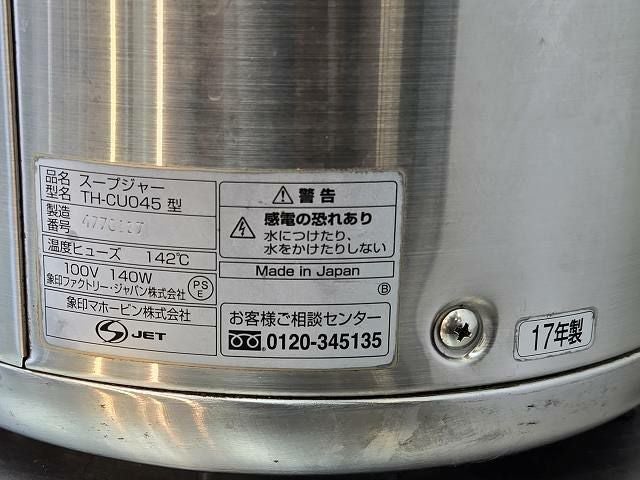 品名 スープジャー
型名 TH-CU045 型
製造番号
温度ヒューズ 142℃
100V 140W
象印ファクトリー・ジャパン株式会社
PSE
象印マホービン株式会社
JET
警告
感電の恐れあり
水につけたり、
水をかけたりしない
Made in Japan
Ⓑ
お客様ご相談センター
0120-345135
17年製